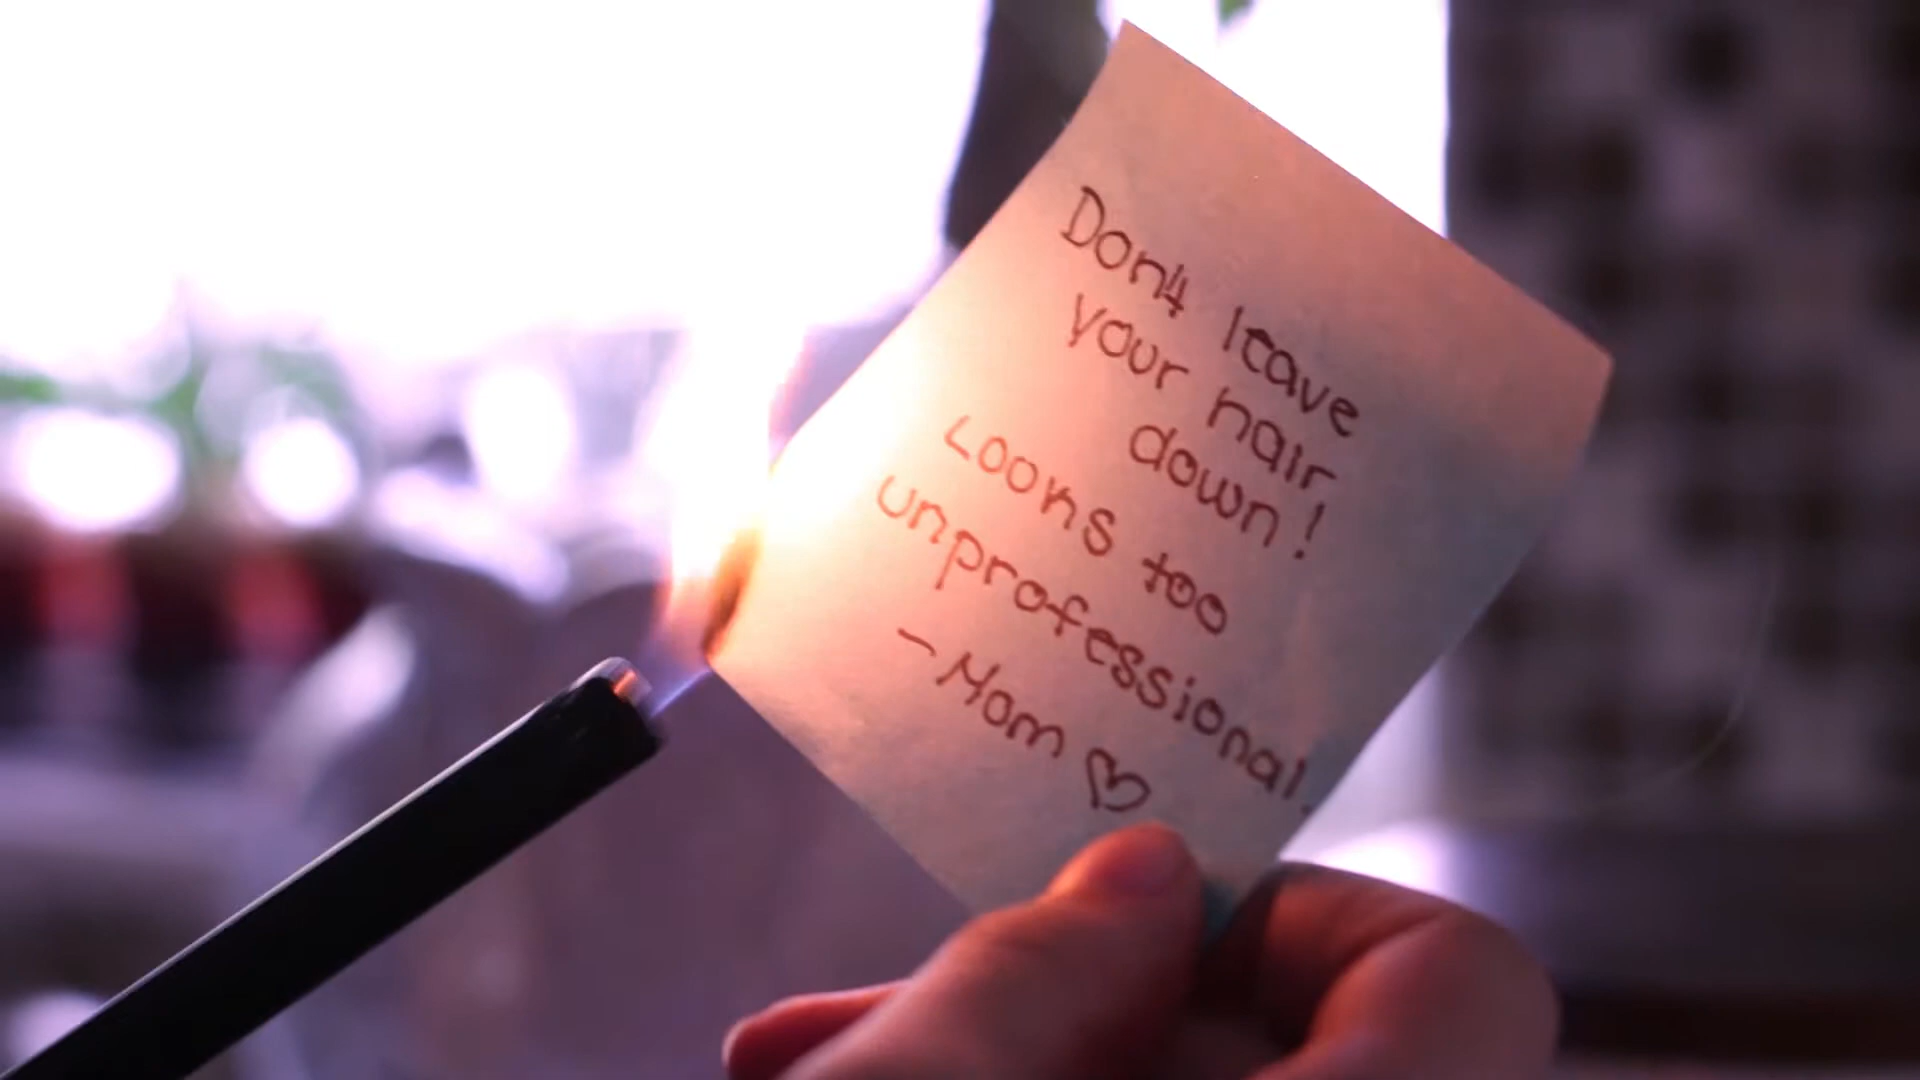 Don't leave
your hair
down!
Looks too
unprofessional.
- Mom ♡